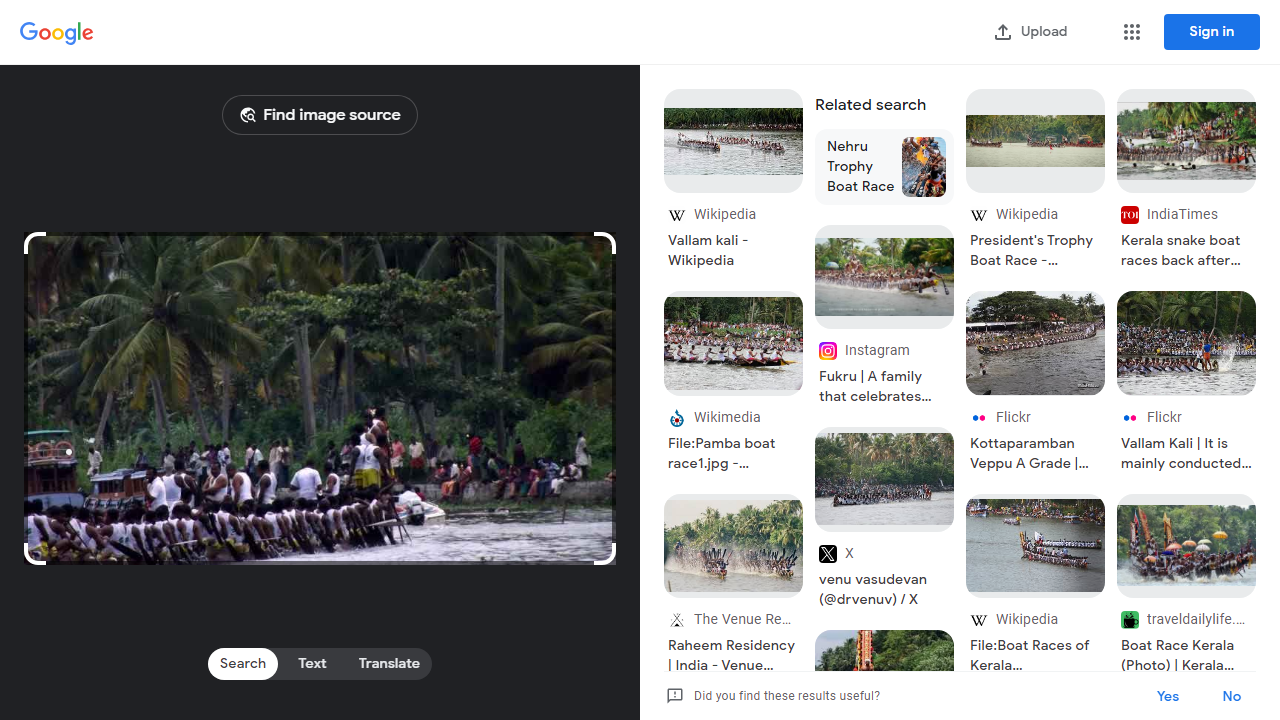 Google
Upload
Sign in
Find image source
Search
Text
Translate
Wikipedia
Vallam kali -
Wikipedia
Wikimedia
File:Pamba boat
race1.jpg -...
The Venue Re...
Raheem Residency
| India - Venue...
Related search
Nehru
Trophy
Boat Race
Instagram
Fukru | A family
that celebrates...
X
venu vasudevan
(@drvenuv) / X
Wikipedia
President's Trophy
Boat Race -...
Flickr
Kottaparamban
Veppu A Grade |...
Wikipedia
File:Boat Races of
Kerala...
TOI
IndiaTimes
Kerala snake boat
races back after...
Flickr
Vallam Kali | It is
mainly conducted...
traveldailylife....
Boat Race Kerala
(Photo) | Kerala...
Did you find these results useful?
Yes
No